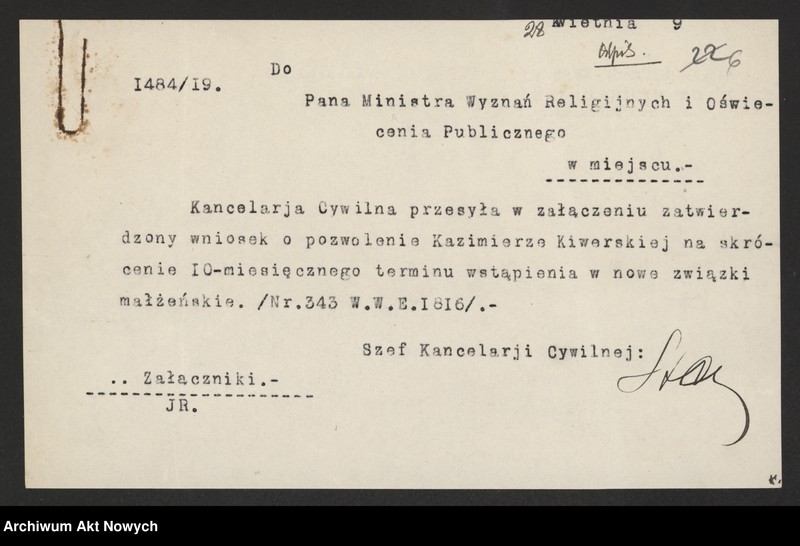 28 kwietnia 9
Odpis.
1484/19.
Do
Pana Ministra Wyznań Religijnych i Oświe-
cenia Publicznego
w miejscu.-
Kancelarja Cywilna przesyła w załączeniu zatwier-
dzony wniosek o pozwolenie Kazimierze Kiwerskiej na skró-
cenie 10-miesięcznego terminu wstąpienia w nowe związki
małżeńskie. /Nr.343 W.W.E.1816/.-
Szef Kancelarji Cywilnej:
.. Załączniki.-
JR.
Archiwum Akt Nowych